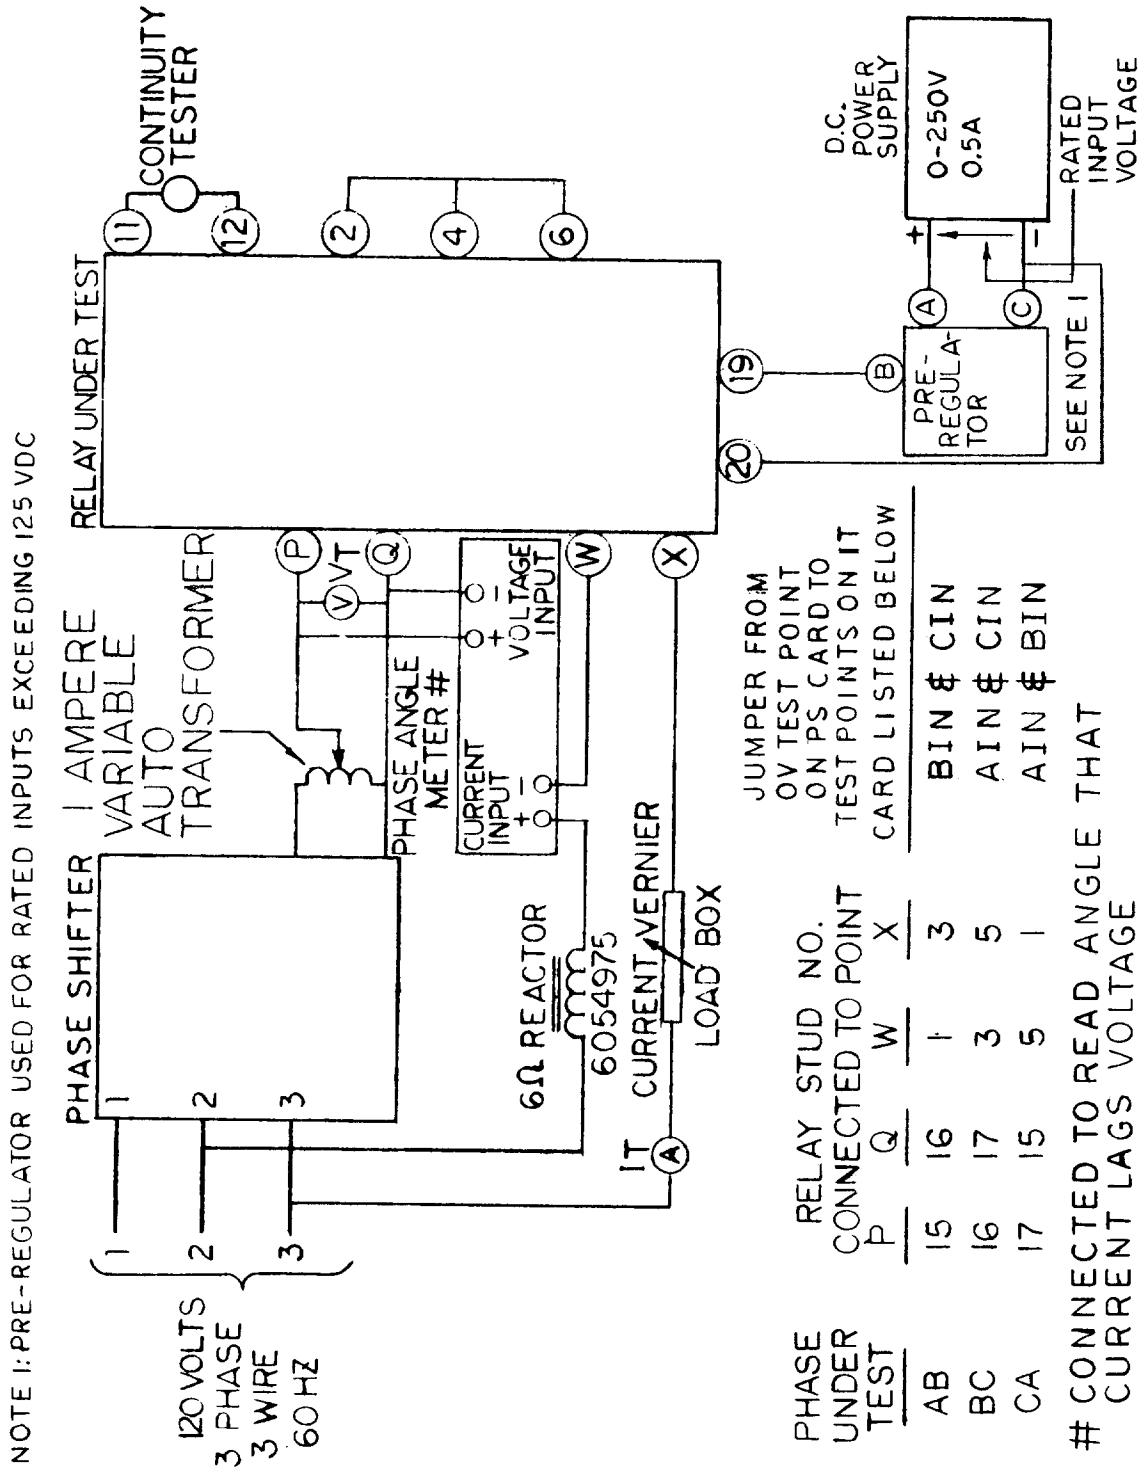 NOTE 1: PRE-REGULATOR USED FOR RATED INPUTS EXCEEDING 125 VDC
1 AMPERE
VARIABLE
AUTO
TRANSFORMER
PHASE SHIFTER
1
2
3
1
2
3
120 VOLTS
3 PHASE
3 WIRE
60 HZ
RELAY UNDER TEST
P
Q
W
X
V
VT
PHASE ANGLE
METER #
CURRENT
INPUT
+
-
+
-
VOLTAGE
INPUT
6Ω REACTOR
6054975
CURRENT VERNIER
LOAD BOX
IT
A
11
12
CONTINUITY
TESTER
2
4
6
19
20
B
A
C
PRE-
REGULA-
TOR
+
-
D.C.
POWER
SUPPLY
0-250V
0.5A
RATED
INPUT
VOLTAGE
SEE NOTE 1
PHASE
UNDER
TEST
RELAY STUD NO.
CONNECTED TO POINT
P Q W X
JUMPER FROM
OV TEST POINT
ON PS CARD TO
TEST POINTS ON IT
CARD LISTED BELOW
AB 15 16 1 3 BIN & CIN
BC 16 17 3 5 AIN & CIN
CA 17 15 5 1 AIN & BIN
# CONNECTED TO READ ANGLE THAT
CURRENT LAGS VOLTAGE